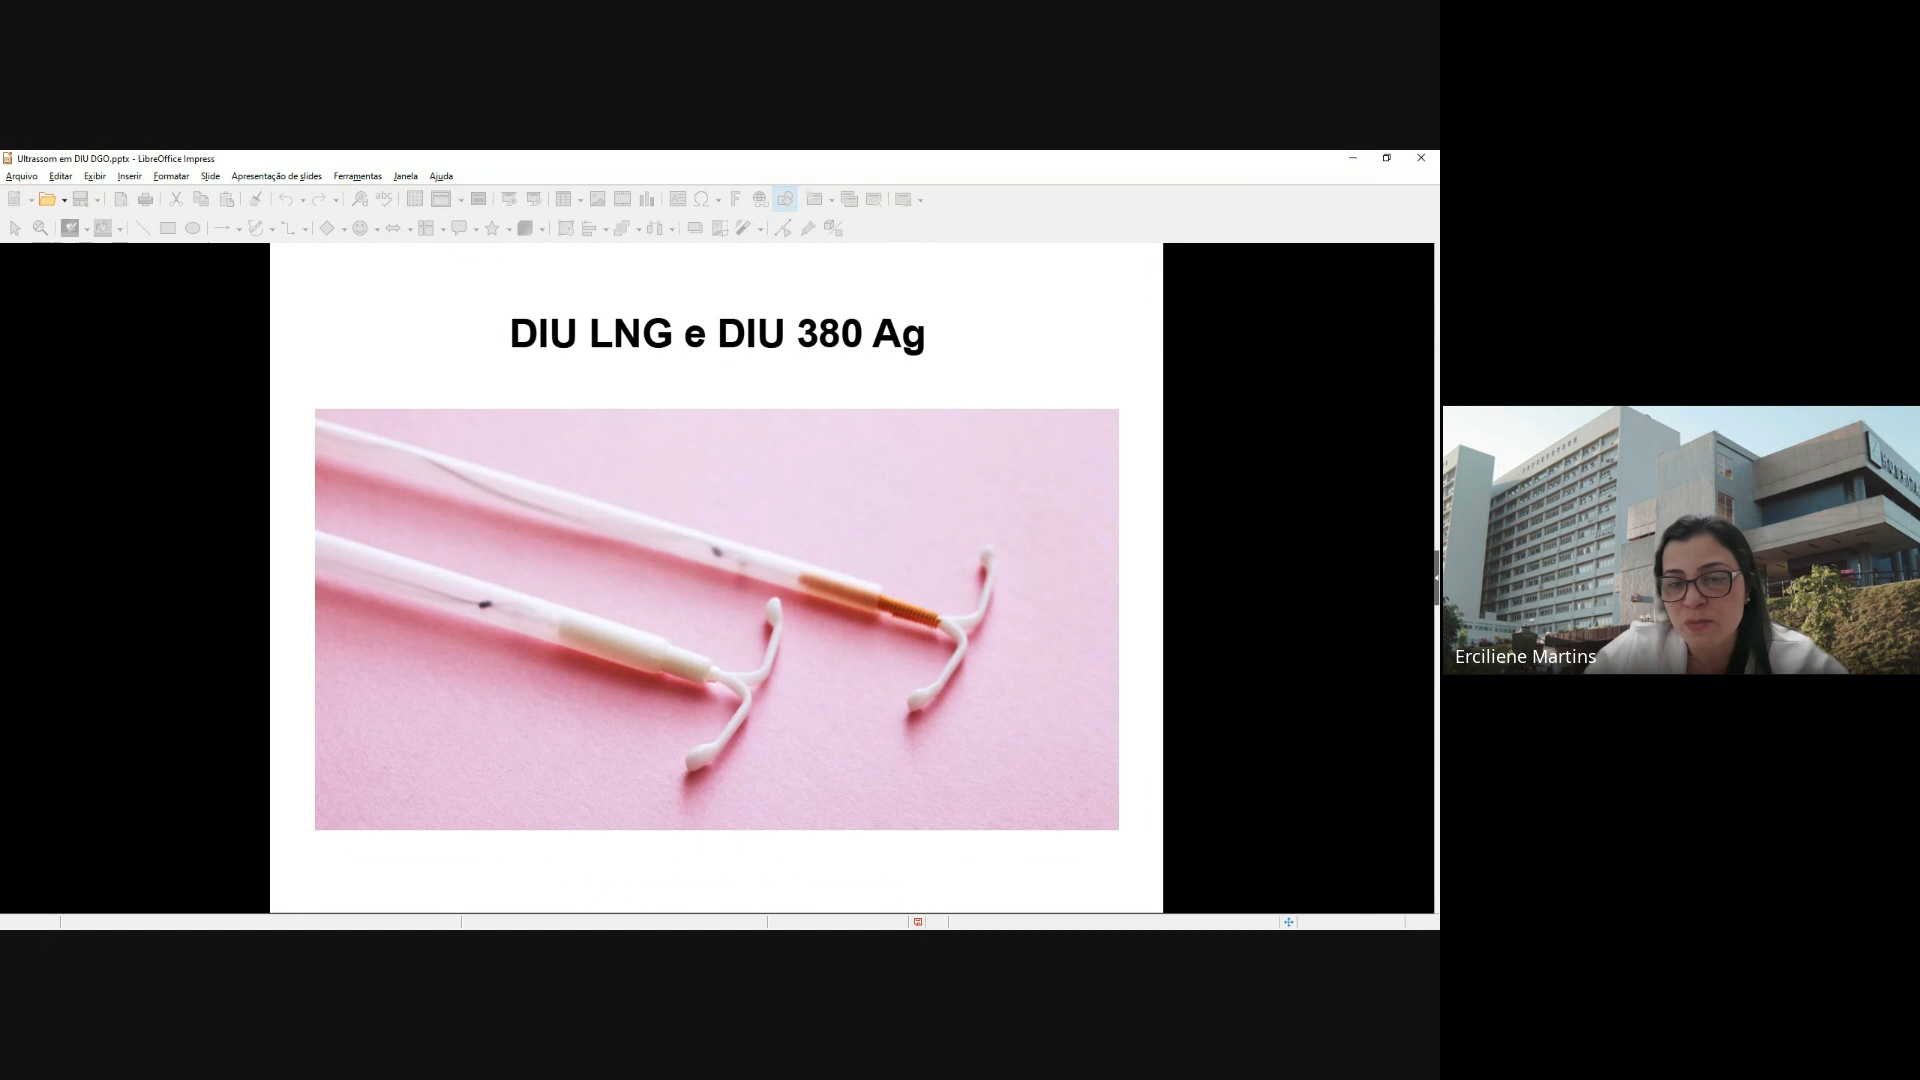 Ultrassom em DIU DGO.pptx - LibreOffice Impress
Arquivo Editar Exibir Inserir Formatar Slide Apresentação de slides Ferramentas Janela Ajuda
DIU LNG e DIU 380 Ag
HOSPITA
Erciliene Martins